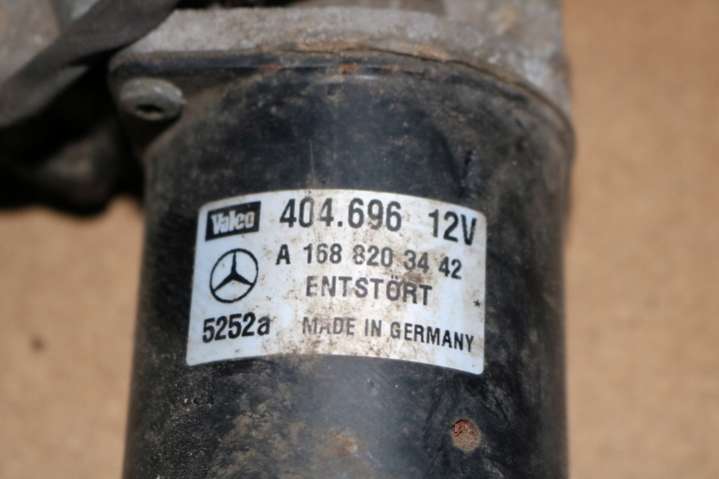 Valeo 404.696 12V
A 168 820 34 42
ENTSTÖRT
5252a MADE IN GERMANY